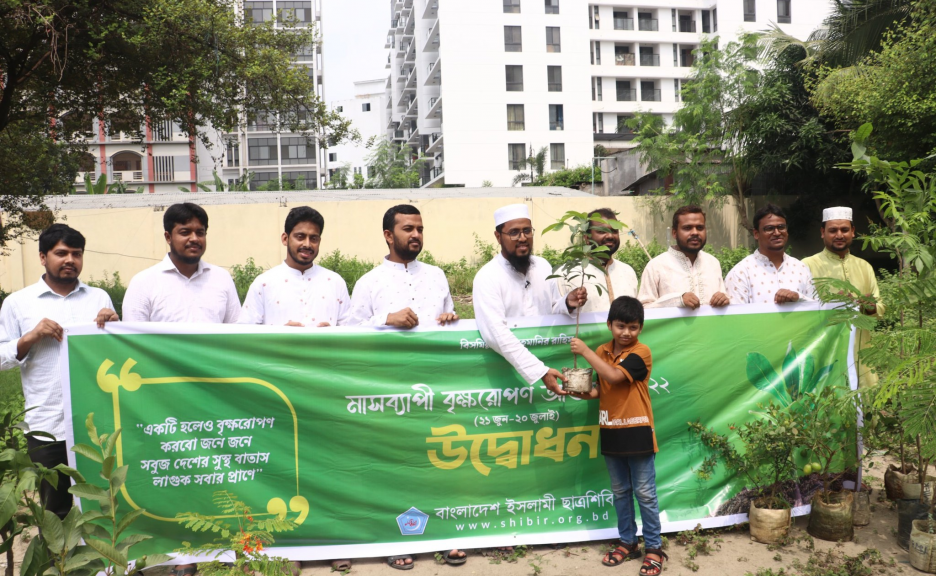 "একটি হলেও বৃক্ষরোপণ
করবো জনে জনে
সবুজ দেশের সুস্থ বাতাস
লাগুক সবার প্রাণে"
মাসব্যাপী বৃক্ষরোপণ
২২
(২১ জুন-২০ জুলাই)
উদ্বোধন
বাংলাদেশ ইসলামী
www.shibir.org.bd